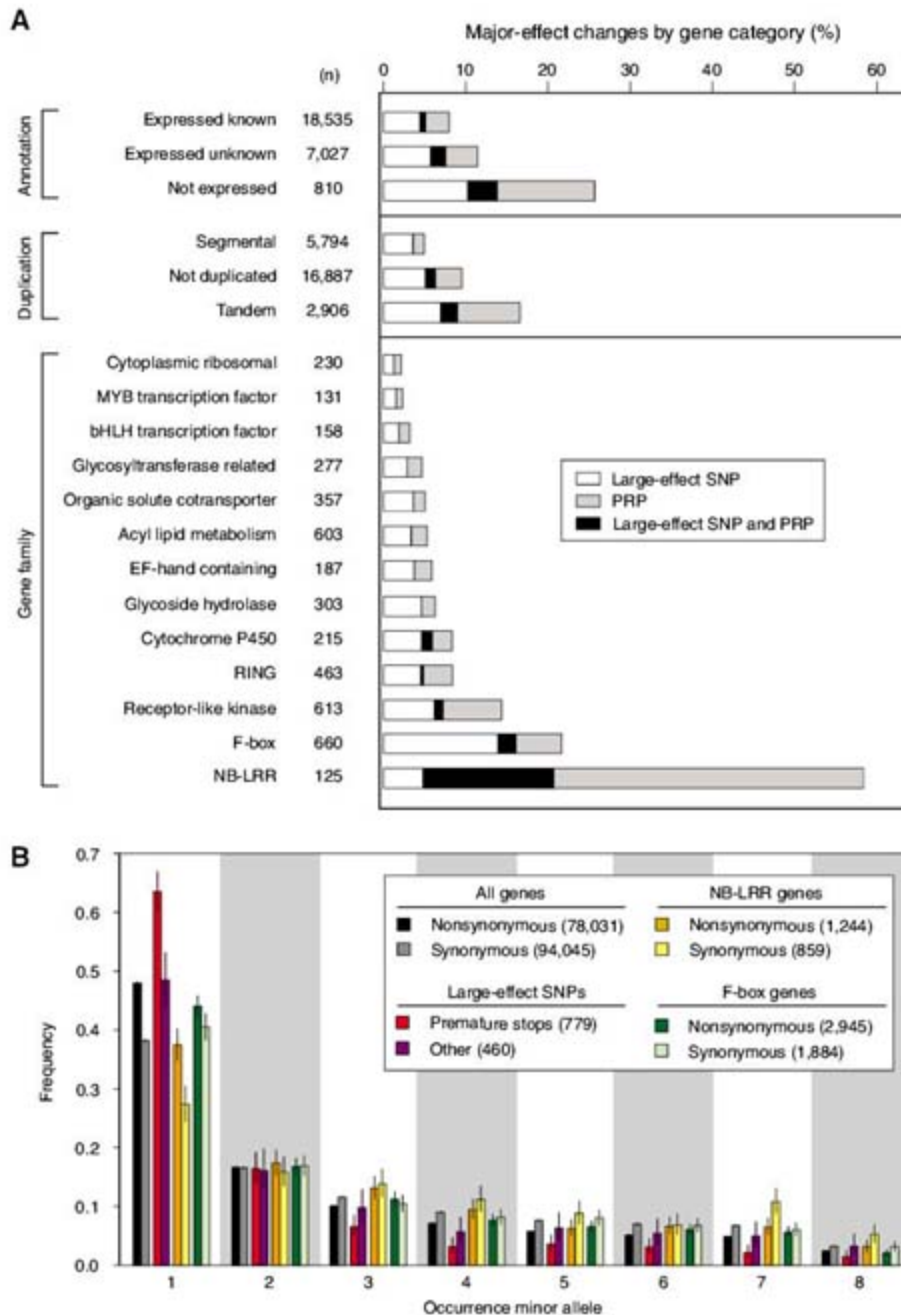 A
Major-effect changes by gene category (%)
(n)
0 10 20 30 40 50 60
Annotation
Expressed known 18,535
Expressed unknown 7,027
Not expressed 810
Duplication
Segmental 5,794
Not duplicated 16,887
Tandem 2,906
Gene family
Cytoplasmic ribosomal 230
MYB transcription factor 131
bHLH transcription factor 158
Glycosyltransferase related 277
Organic solute cotransporter 357
Acyl lipid metabolism 603
EF-hand containing 187
Glycoside hydrolase 303
Cytochrome P450 215
RING 463
Receptor-like kinase 613
F-box 660
NB-LRR 125
Large-effect SNP
PRP
Large-effect SNP and PRP
B
Frequency
0.7
0.6
0.5
0.4
0.3
0.2
0.1
0.0
All genes
Nonsynonymous (78,031)
Synonymous (94,045)
Large-effect SNPs
Premature stops (779)
Other (460)
NB-LRR genes
Nonsynonymous (1,244)
Synonymous (859)
F-box genes
Nonsynonymous (2,945)
Synonymous (1,884)
1 2 3 4 5 6 7 8
Occurrence minor allele